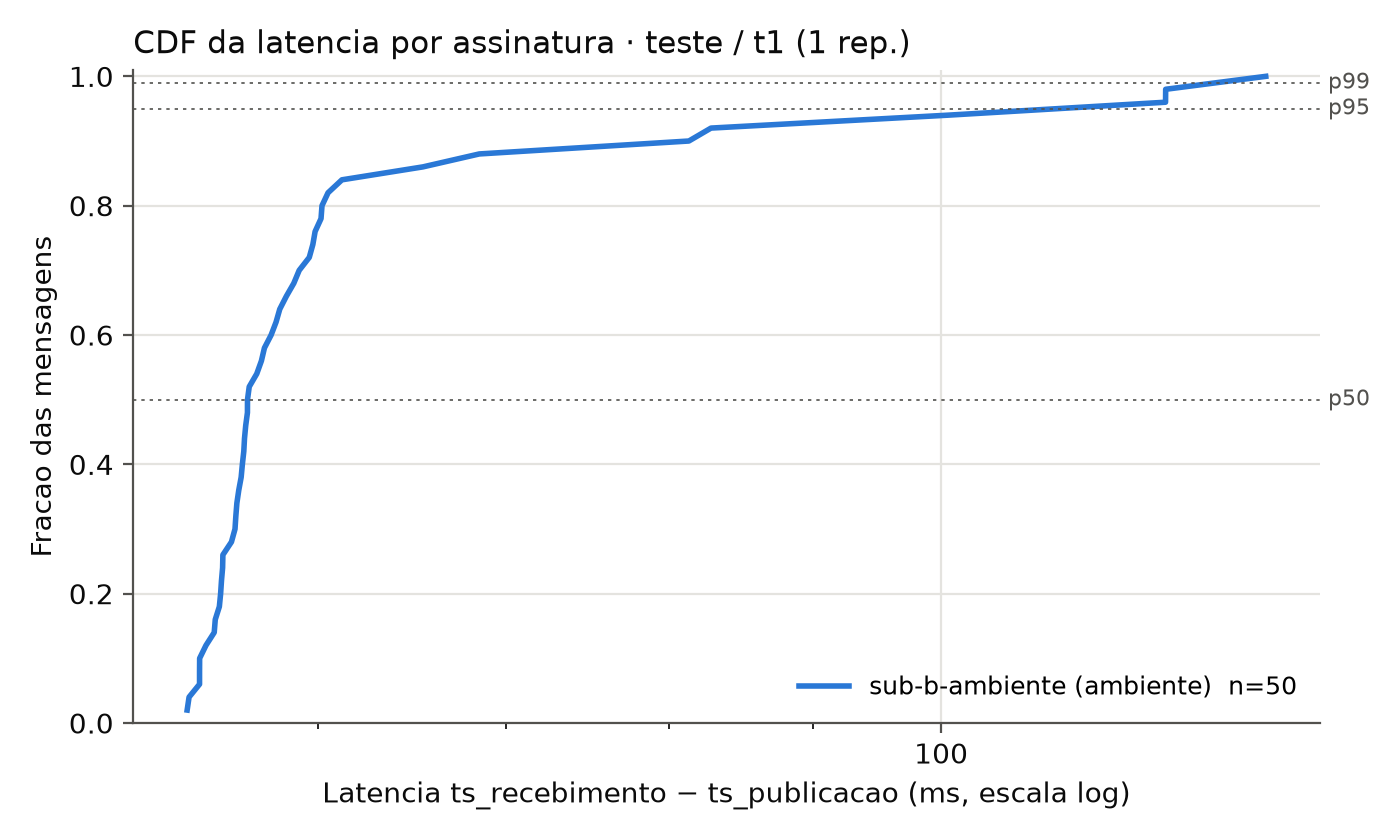 CDF da latencia por assinatura · teste / t1 (1 rep.)
1.0
0.8
0.6
0.4
0.2
0.0
Fracao das mensagens
p99
p95
p50
sub-b-ambiente (ambiente)  n=50
100
Latencia ts_recebimento − ts_publicacao (ms, escala log)